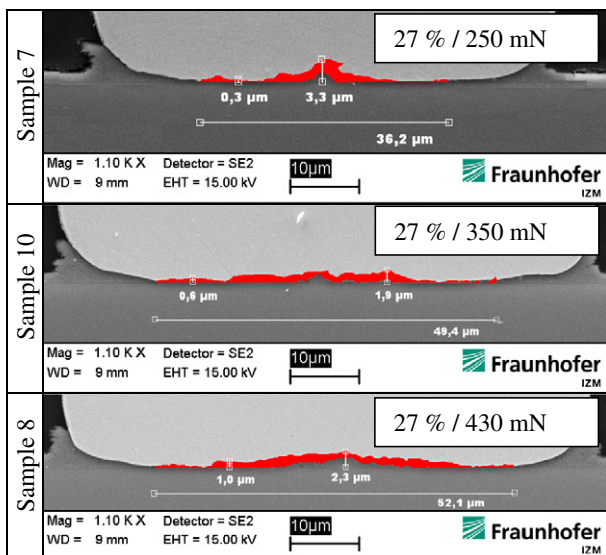 Sample 7
27 % / 250 mN
0,3 µm
3,3 µm
36,2 µm
Mag = 1.10 K X Detector = SE2 10µm Fraunhofer
WD = 9 mm EHT = 15.00 kV IZM
Sample 10
27 % / 350 mN
0,6 µm
1,9 µm
49,4 µm
Mag = 1.10 K X Detector = SE2 10µm Fraunhofer
WD = 9 mm EHT = 15.00 kV IZM
Sample 8
27 % / 430 mN
1,0 µm
2,3 µm
52,1 µm
Mag = 1.10 K X Detector = SE2 10µm Fraunhofer
WD = 9 mm EHT = 15.00 kV IZM